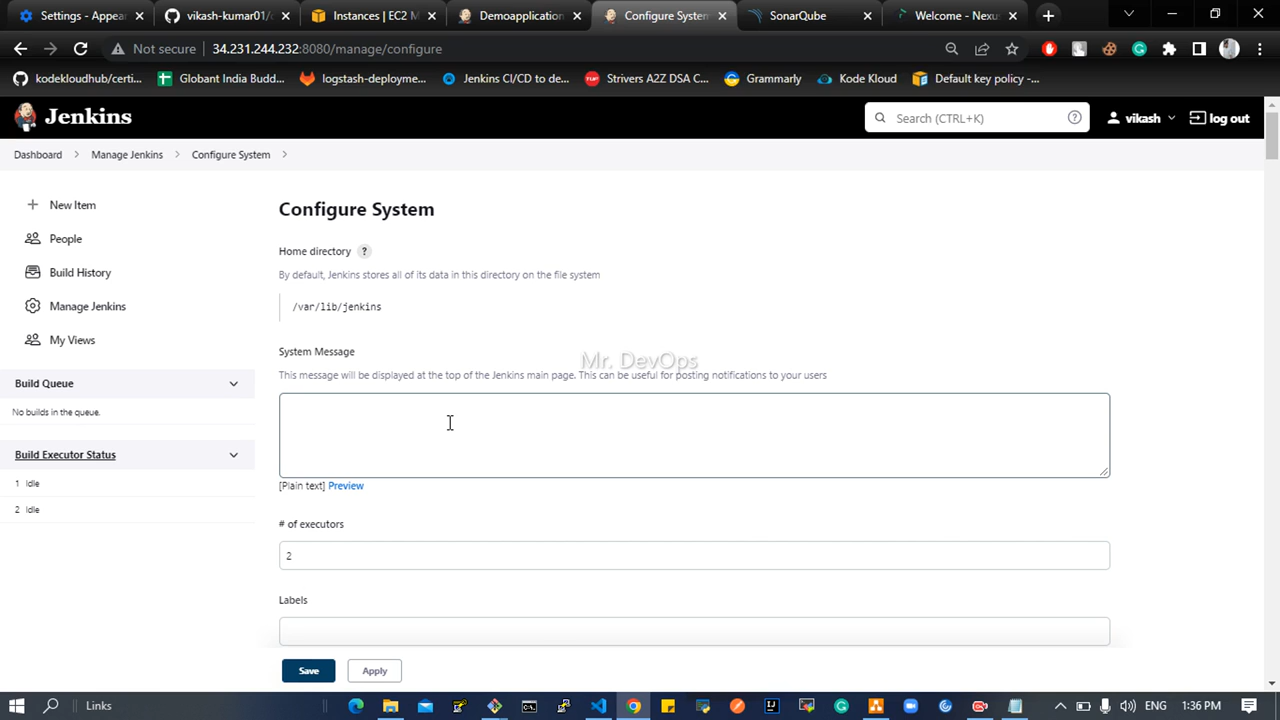 Settings - Appear
vikash-kumar01/
Instances | EC2 M
Demoapplication
Configure System
SonarQube
Welcome - Nexus
Not secure
34.231.244.232:8080/manage/configure
kodekloudhub/certi...
Globant India Budd...
logstash-deployme...
Jenkins CI/CD to de...
Strivers A2Z DSA C...
Grammarly
Kode Kloud
Default key policy -...
Jenkins
Search (CTRL+K)
?
vikash
log out
Dashboard
Manage Jenkins
Configure System
New Item
People
Build History
Manage Jenkins
My Views
Build Queue
No builds in the queue.
Build Executor Status
1 Idle
2 Idle
Configure System
Home directory ?
By default, Jenkins stores all of its data in this directory on the file system
/var/lib/jenkins
System Message
Mr. DevOps
This message will be displayed at the top of the Jenkins main page. This can be useful for posting notifications to your users
[Plain text] Preview
# of executors
2
Labels
Save
Apply
Links
ENG
1:36 PM